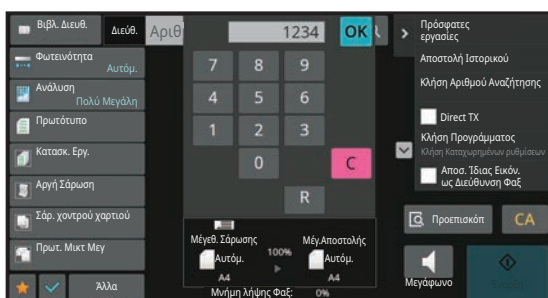 Βιβλ. Διευθ.
Διεύθ.
Αριθ
1234
OK
Φωτεινότητα
Αυτόμ.
Ανάλυση
Πολύ Μεγάλη
Πρωτότυπο
Κατασκ. Εργ.
Αργή Σάρωση
Σάρ. χοντρού χαρτιού
Πρωτ. Μικτ Μεγ
Άλλα
7 8 9
4 5 6
1 2 3
0 C
R
Μέγεθ. Σάρωσης
Μέγ.Αποστολής
Αυτόμ.
100%
Αυτόμ.
A4
A4
Μνήμη λήψης Φαξ: 0%
Πρόσφατες
εργασίες
Αποστολή Ιστορικού
Κλήση Αριθμού Αναζήτησης
Direct TX
Κλήση Προγράμματος
Κλήση Καταχωρημένων ρυθμίσεων
Αποσ. Ίδιας Εικόν.
ως Διεύθυνση Φαξ
Προεπισκόπ
CA
Μεγάφωνο